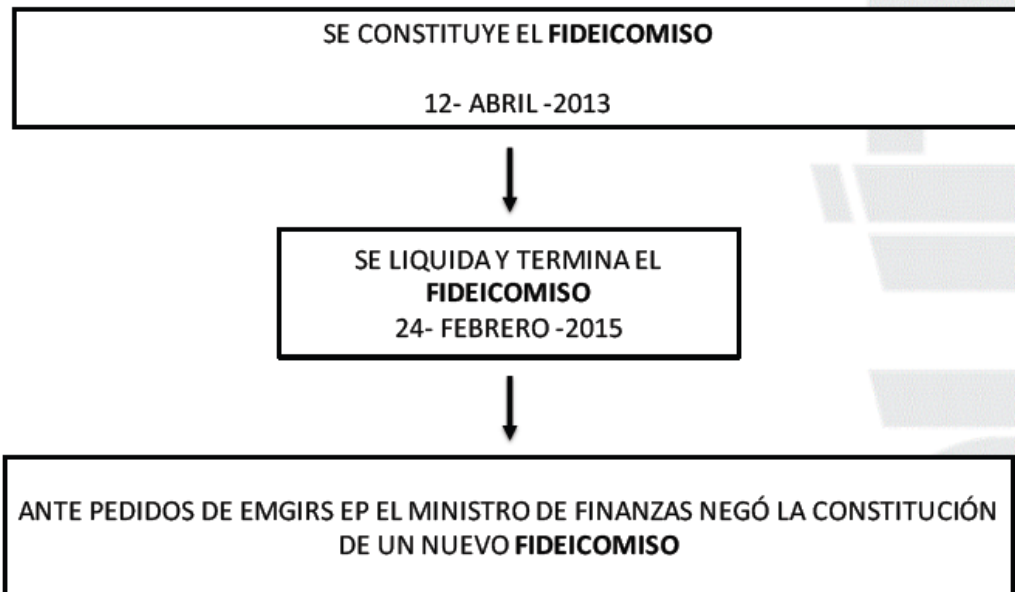 SE CONSTITUYE EL FIDEICOMISO
12- ABRIL -2013
SE LIQUIDA Y TERMINA EL
FIDEICOMISO
24- FEBRERO -2015
ANTE PEDIDOS DE EMGIRS EP EL MINISTRO DE FINANZAS NEGÓ LA CONSTITUCIÓN
DE UN NUEVO FIDEICOMISO